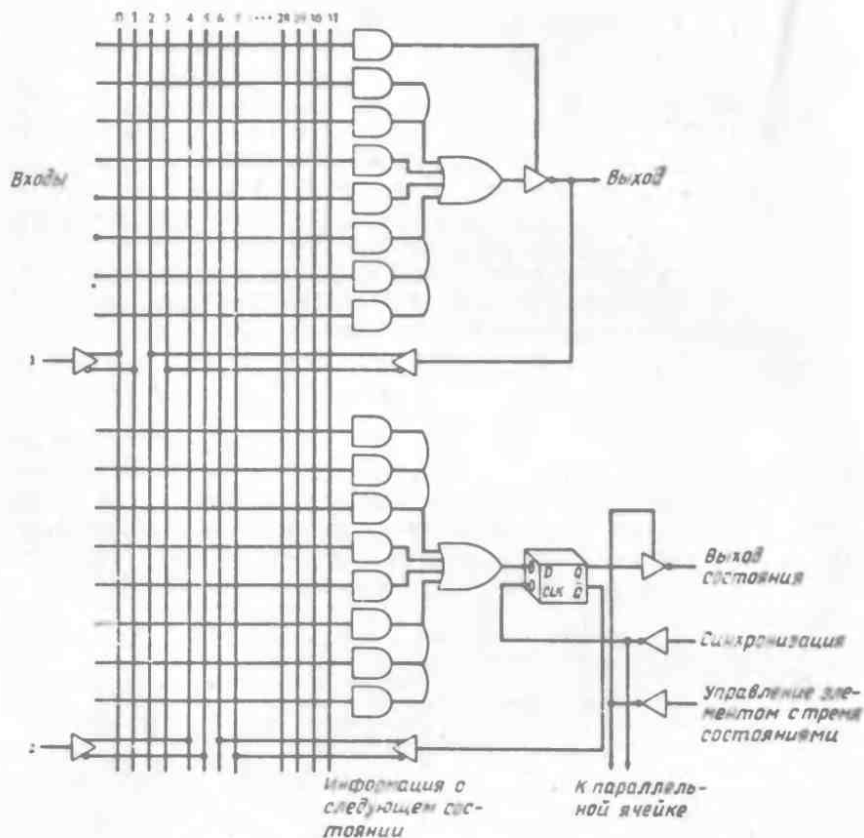 0 1 2 3 4 5 6 7 28 29 30 31
Входы
Выход
1
D Q
CLK Q̅
Выход
состояния
Синхронизация
Управление эле-
ментом с тремя
состояниями
2
Информация о
следующем сос-
тоянии
К параллель-
ной ячейке